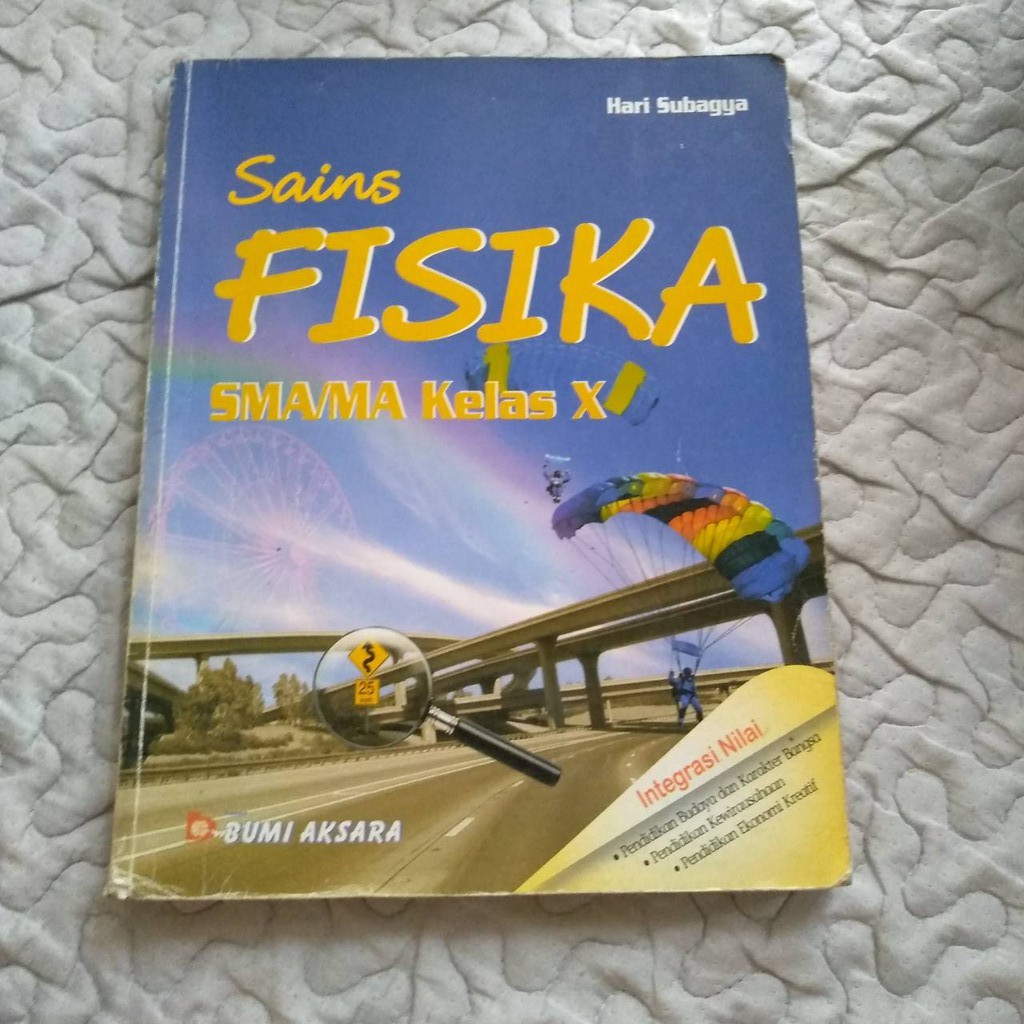 Hari Subagya
Sains
FISIKA
SMA/MA Kelas X
25
BUMI AKSARA
Integrasi Nilai
• Pendidikan Budaya dan Karakter Bangsa
• Pendidikan Kewirausahaan
• Pendidikan Ekonomi Kreatif